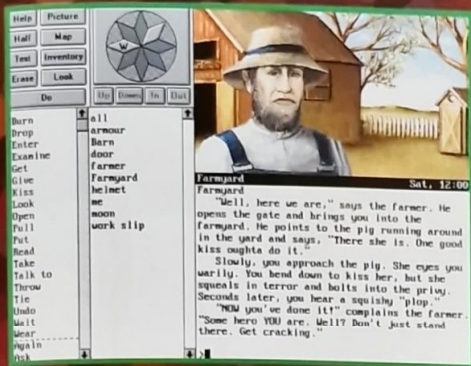 Help Picture
Half Map
Text Inventory
Erase Look
Do
W
Up Down In Out
Burn
Drop
Enter
Examine
Get
Give
Kiss
Look
Open
Pull
Put
Read
Take
Talk to
Throw
Tie
Undo
Wait
Wear
Again
Ask
all
armour
Barn
door
farmer
Farmyard
helmet
me
moon
work slip
Farmyard Sat, 12:00
Farmyard
"Well, here we are," says the farmer. He
opens the gate and brings you into the
farmyard. He points to the pig running around
in the yard and says, "There she is. One good
kiss oughta do it."
Slowly, you approach the pig. She eyes you
warily. You bend down to kiss her, but she
squeals in terror and bolts into the privy.
Seconds later, you hear a squishy "plop."
"NOW you've done it!" complains the farmer.
"Some hero YOU are. Well? Don't just stand
there. Get cracking."
>